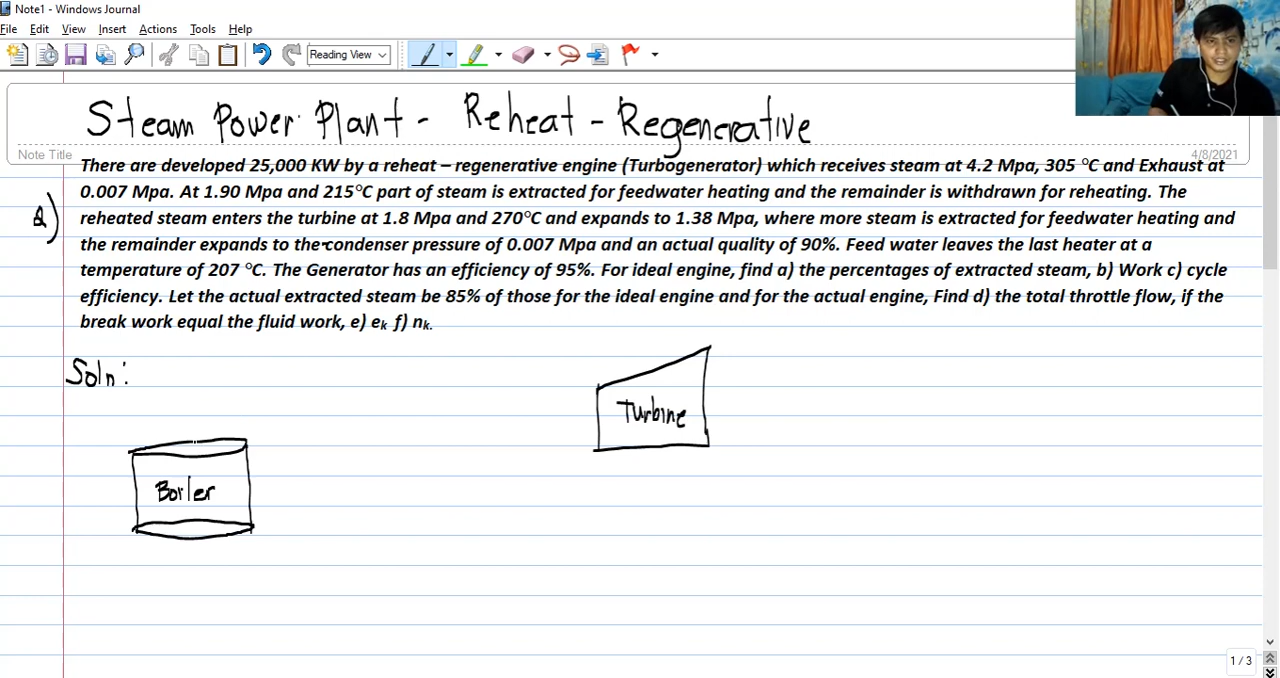 Note1 - Windows Journal
File Edit View Insert Actions Tools Help
Reading View
Steam Power Plant - Reheat - Regenerative
Note Title
4/8/2021
2)
There are developed 25,000 KW by a reheat – regenerative engine (Turbogenerator) which receives steam at 4.2 Mpa, 305 °C and Exhaust at
0.007 Mpa. At 1.90 Mpa and 215°C part of steam is extracted for feedwater heating and the remainder is withdrawn for reheating. The
reheated steam enters the turbine at 1.8 Mpa and 270°C and expands to 1.38 Mpa, where more steam is extracted for feedwater heating and
the remainder expands to the condenser pressure of 0.007 Mpa and an actual quality of 90%. Feed water leaves the last heater at a
temperature of 207 °C. The Generator has an efficiency of 95%. For ideal engine, find a) the percentages of extracted steam, b) Work c) cycle
efficiency. Let the actual extracted steam be 85% of those for the ideal engine and for the actual engine, Find d) the total throttle flow, if the
break work equal the fluid work, e) ek f) nk.
Soln:
Turbine
Boiler
1 / 3